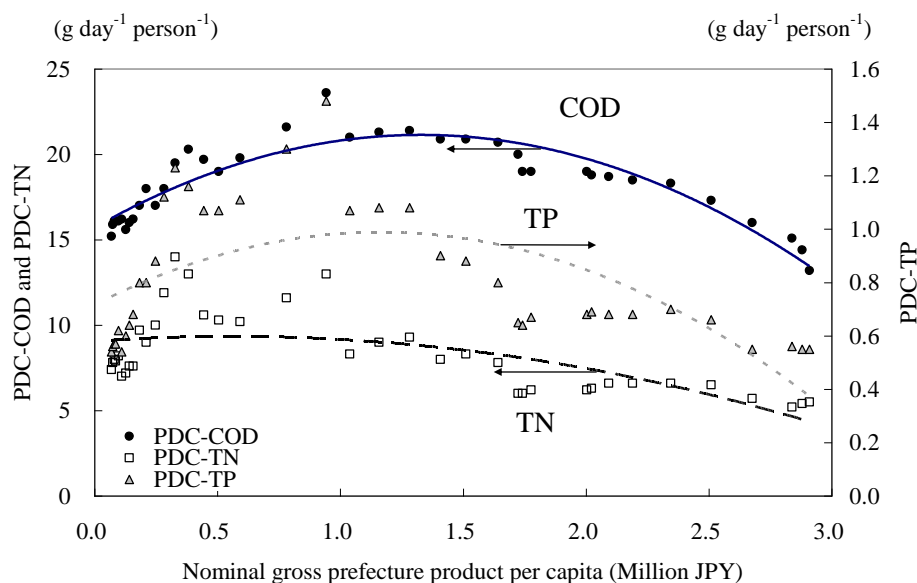 (g day-1 person-1)
(g day-1 person-1)
25
20
15
10
5
0
PDC-COD and PDC-TN
1.6
1.4
1.2
1.0
0.8
0.6
0.4
0.2
0.0
PDC-TP
COD
TP
TN
PDC-COD
PDC-TN
PDC-TP
0.0 0.5 1.0 1.5 2.0 2.5 3.0
Nominal gross prefecture product per capita (Million JPY)